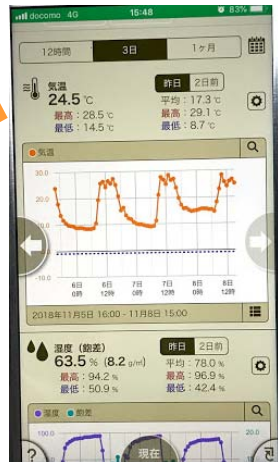 docomo 4G 15:48 83%
12時間 3日 1ヶ月
気温
24.5 ℃
最高：28.5 ℃
最低：14.5 ℃
昨日 2日前
平均：17.3 ℃
最高：29.1 ℃
最低：8.7 ℃
気温
30.0
20.0
10.0
-10.0
6日 0時
6日 12時
7日 0時
7日 12時
8日 0時
8日 12時
2018年11月5日 16:00 - 11月8日 15:00
湿度（飽差）
63.5 % (8.2 g/㎥)
最高：94.2 %
最低：50.9 %
昨日 2日前
平均：78.0 %
最高：96.9 %
最低：42.4 %
湿度 飽差
100.0 20.0
? 現在